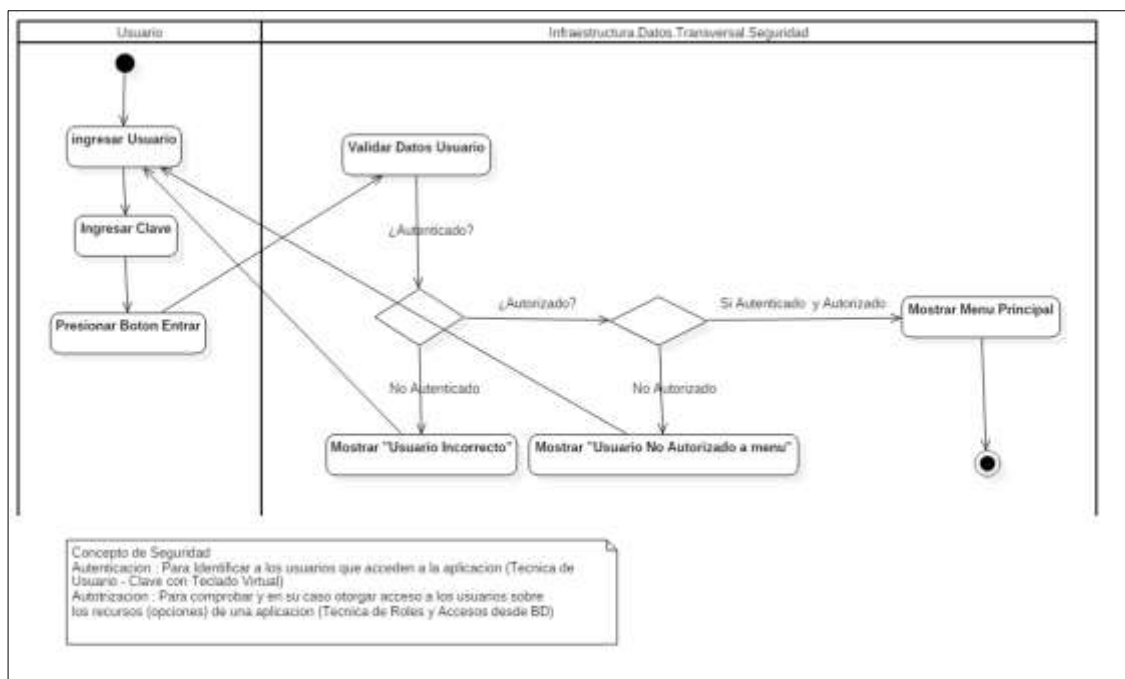 Usuario
Infraestructura.Datos.Transversal.Seguridad
ingresar Usuario
Validar Datos Usuario
Ingresar Clave
¿Autenticado?
¿Autorizado?
Si Autenticado y Autorizado
Mostrar Menu Principal
Presionar Boton Entrar
No Autenticado
No Autorizado
Mostrar "Usuario Incorrecto"
Mostrar "Usuario No Autorizado a menu"
Concepto de Seguridad
Autenticacion : Para Identificar a los usuarios que acceden a la aplicacion (Tecnica de
Usuario - Clave con Teclado Virtual)
Autotrizacion : Para comprobar y en su caso otorgar acceso a los usuarios sobre
los recursos (opciones) de una aplicacion (Tecnica de Roles y Accesos desde BD)